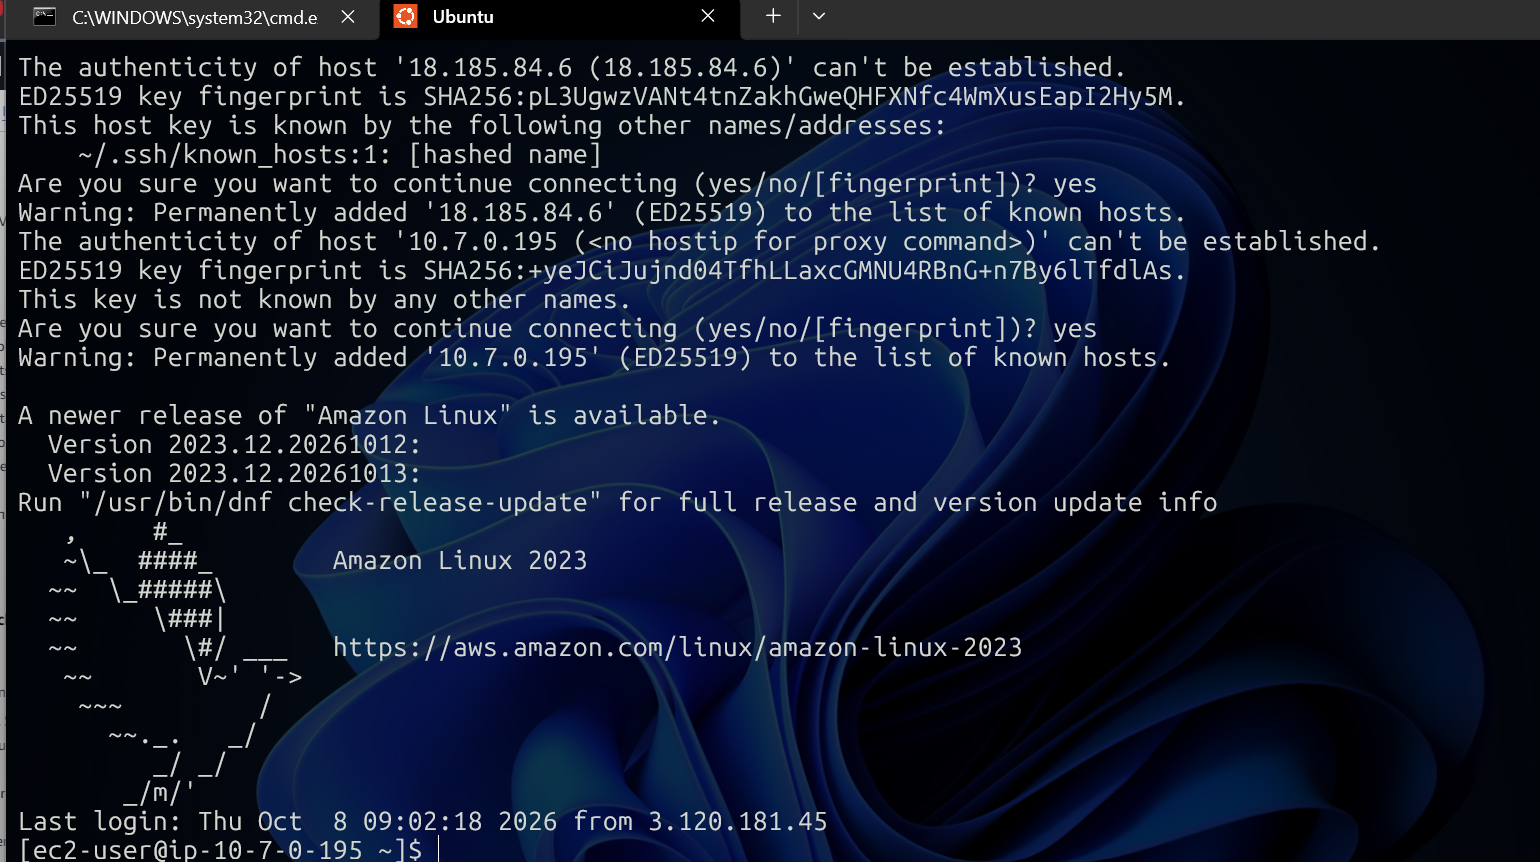 C:\WINDOWS\system32\cmd.e
Ubuntu
The authenticity of host '18.185.84.6 (18.185.84.6)' can't be established.
ED25519 key fingerprint is SHA256:pL3UgwzVANt4tnZakhGweQHFXNfc4WmXusEapI2Hy5M.
This host key is known by the following other names/addresses:
    ~/.ssh/known_hosts:1: [hashed name]
Are you sure you want to continue connecting (yes/no/[fingerprint])? yes
Warning: Permanently added '18.185.84.6' (ED25519) to the list of known hosts.
The authenticity of host '10.7.0.195 (<no hostip for proxy command>)' can't be established.
ED25519 key fingerprint is SHA256:+yeJCiJujnd04TfhLLaxcGMNU4RBnG+n7By6lTfdlAs.
This key is not known by any other names.
Are you sure you want to continue connecting (yes/no/[fingerprint])? yes
Warning: Permanently added '10.7.0.195' (ED25519) to the list of known hosts.

A newer release of "Amazon Linux" is available.
  Version 2023.12.20261012:
  Version 2023.12.20261013:
Run "/usr/bin/dnf check-release-update" for full release and version update info
   ,     #_
   ~\_  ####_        Amazon Linux 2023
  ~~  \_#####\
  ~~     \###|
  ~~       \#/ ___   https://aws.amazon.com/linux/amazon-linux-2023
   ~~       V~' '->
    ~~~         /
      ~~._.   _/
         _/ _/
       _/m/'
Last login: Thu Oct  8 09:02:18 2026 from 3.120.181.45
[ec2-user@ip-10-7-0-195 ~]$